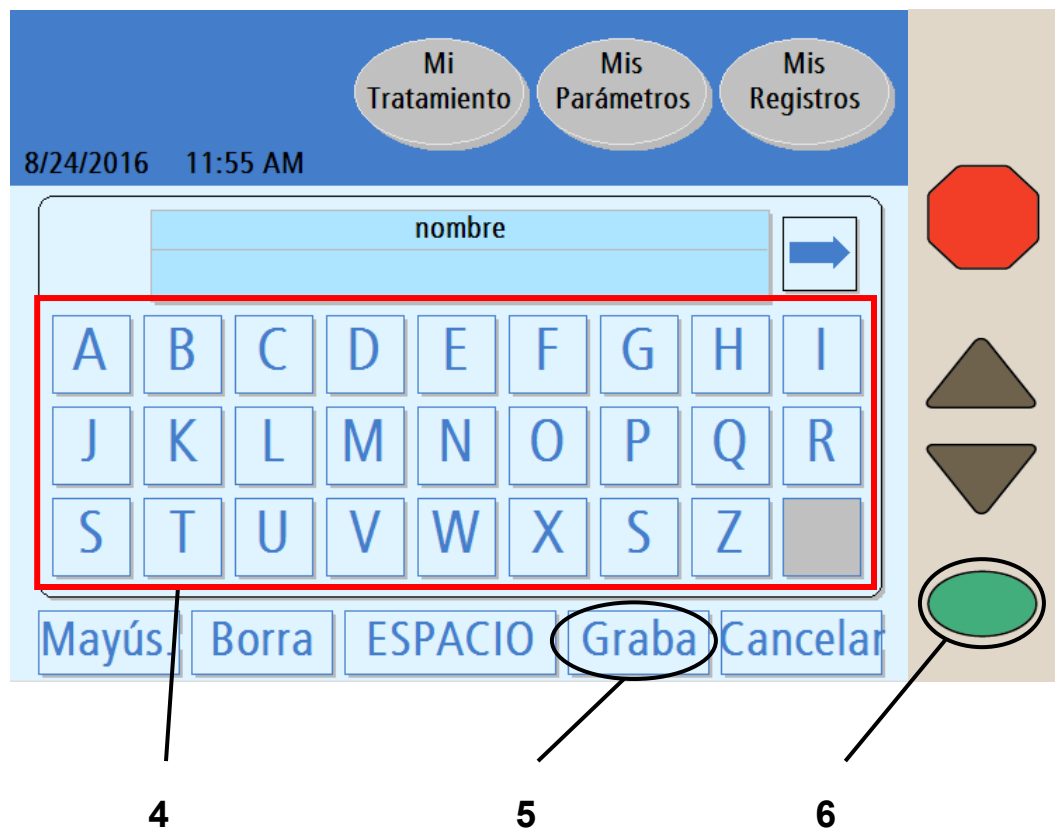 Mi
Tratamiento
Mis
Parámetros
Mis
Registros
8/24/2016 11:55 AM
nombre
A B C D E F G H I
J K L M N O P Q R
S T U V W X S Z
Mayús. Borra ESPACIO Graba Cancelar
4 5 6